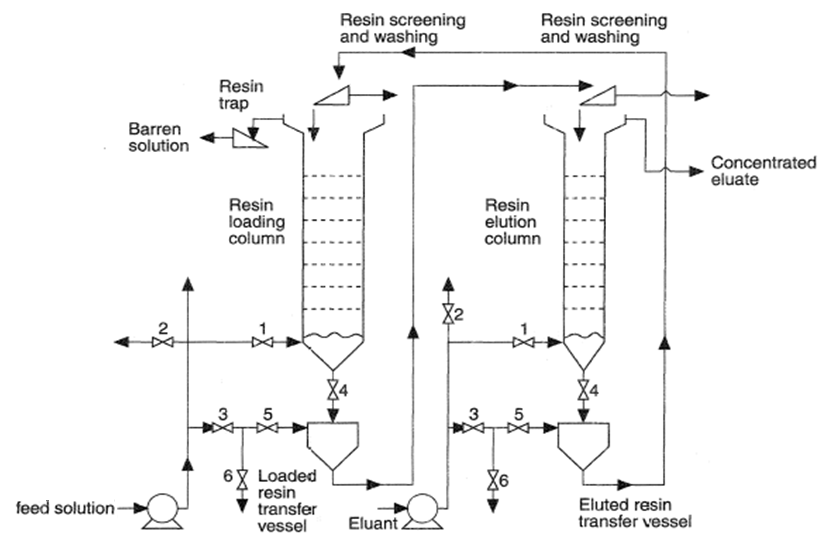 Resin screening
and washing
Resin screening
and washing
Resin
trap
Barren
solution
Concentrated
eluate
Resin
loading
column
Resin
elution
column
2
1
2
1
4
4
3
5
3
5
6
6
Loaded
resin
transfer
vessel
feed solution
Eluant
Eluted resin
transfer vessel